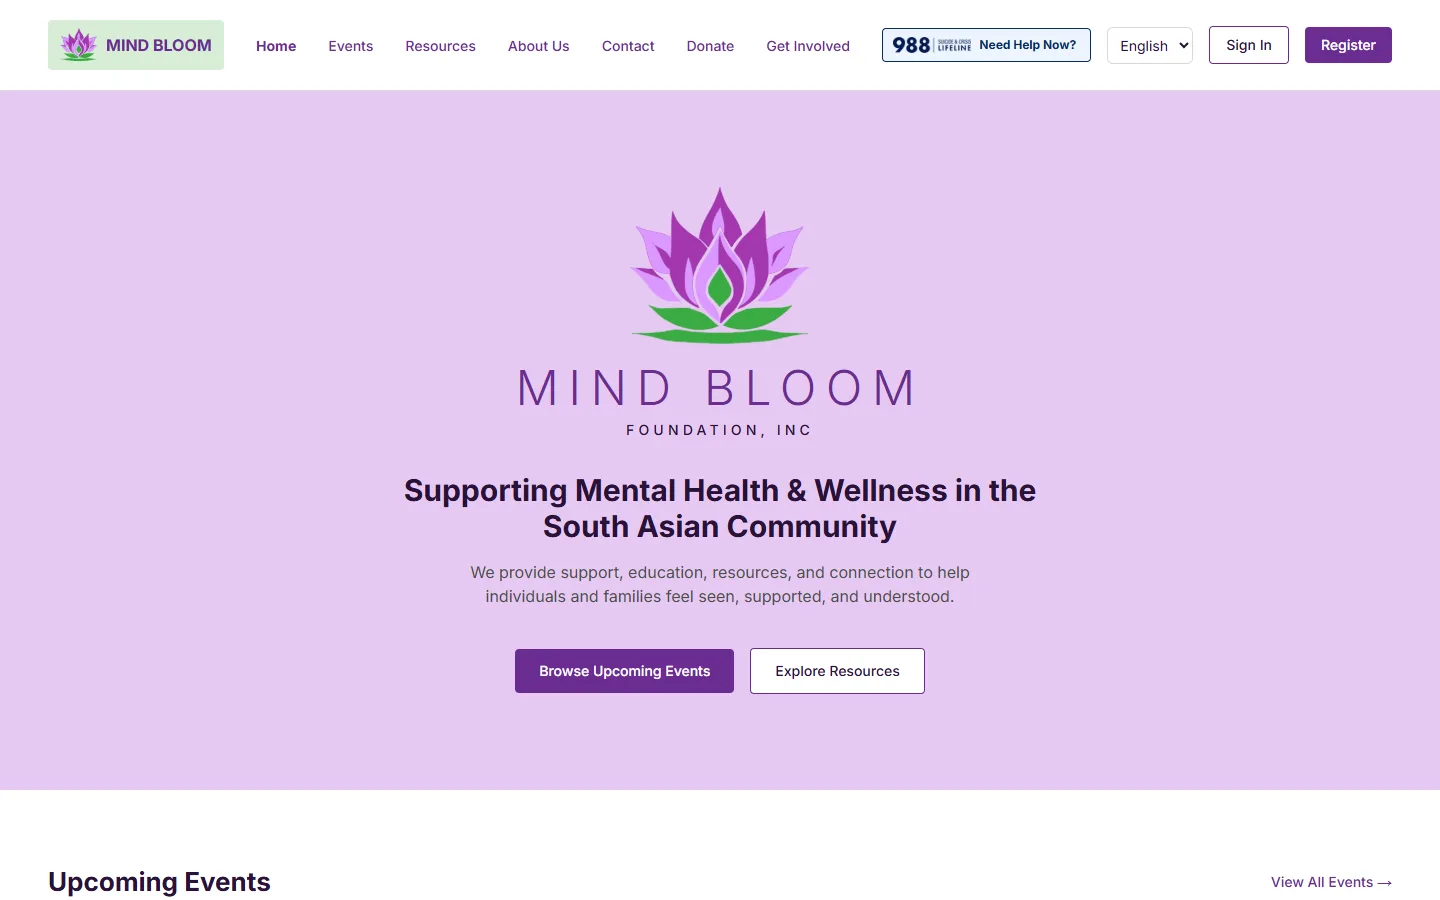 MIND BLOOM
Home
Events
Resources
About Us
Contact
Donate
Get Involved
988 SUICIDE & CRISIS LIFELINE Need Help Now?
English
Sign In
Register
MIND BLOOM
FOUNDATION, INC
Supporting Mental Health & Wellness in the
South Asian Community
We provide support, education, resources, and connection to help
individuals and families feel seen, supported, and understood.
Browse Upcoming Events
Explore Resources
Upcoming Events
View All Events →